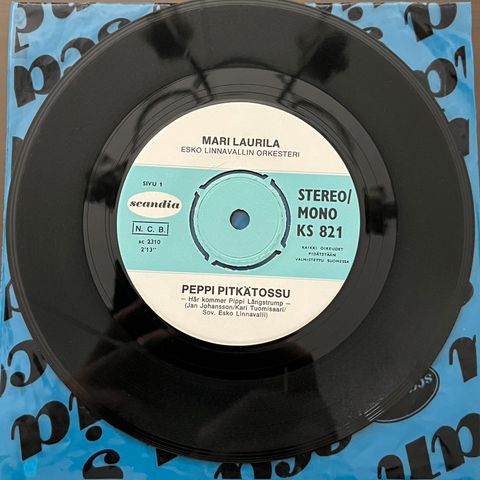 MARI LAURILA
ESKO LINNAVALLIN ORKESTERI
SIVU 1
scandia
N. C. B.
sc 2310
2'13"
STEREO/
MONO
KS 821
KAIKKI OIKEUDET
PIDÄTETÄÄN
VALMISTETTU SUOMESSA
PEPPI PITKÄTOSSU
— Här kommer Pippi Långstrump —
(Jan Johansson/Kari Tuomisaari/
Sov. Esko Linnavalli)